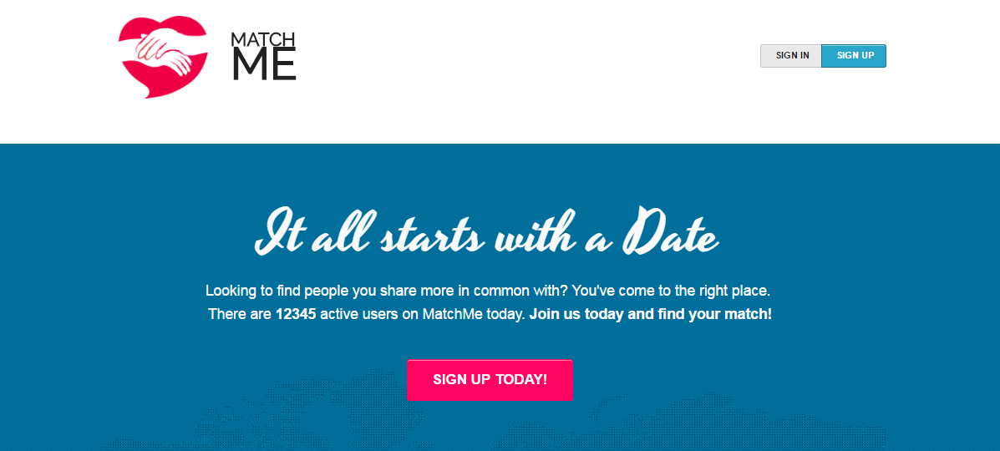 MATCH
ME
SIGN IN
SIGN UP
It all starts with a Date
Looking to find people you share more in common with? You've come to the right place.
There are 12345 active users on MatchMe today. Join us today and find your match!
SIGN UP TODAY!